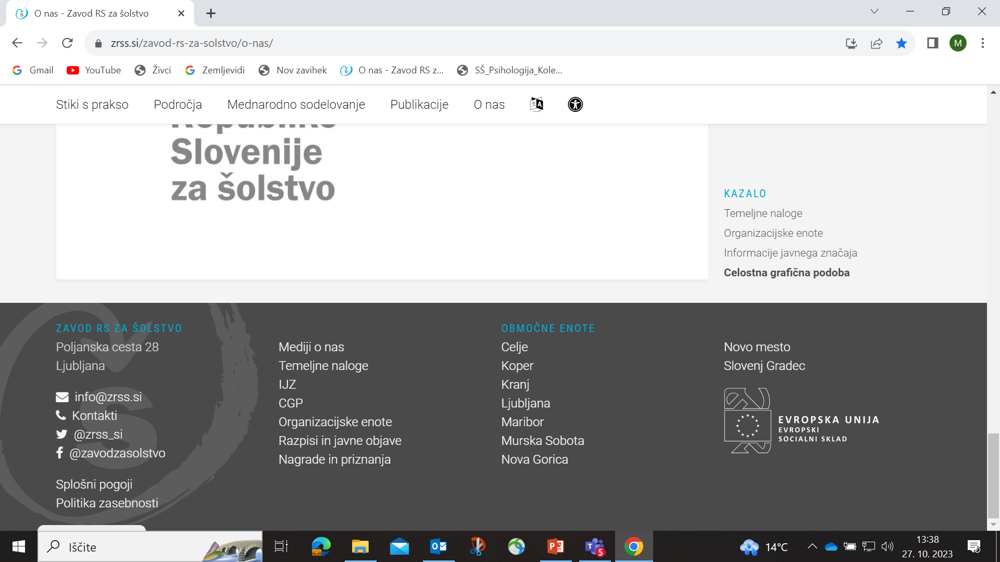 O nas - Zavod RS za šolstvo
zrss.si/zavod-rs-za-solstvo/o-nas/
M
Gmail
YouTube
Živci
Zemljevidi
Nov zavihek
O nas - Zavod RS z...
SŠ_Psihologija_Kole...
Stiki s prakso
Področja
Mednarodno sodelovanje
Publikacije
O nas
Republike
Slovenije
za šolstvo
KAZALO
Temeljne naloge
Organizacijske enote
Informacije javnega značaja
Celostna grafična podoba
ZAVOD RS ZA ŠOLSTVO
Poljanska cesta 28
Ljubljana
info@zrss.si
Kontakti
@zrss_si
@zavodzasolstvo
Splošni pogoji
Politika zasebnosti
Mediji o nas
Temeljne naloge
IJZ
CGP
Organizacijske enote
Razpisi in javne objave
Nagrade in priznanja
OBMOČNE ENOTE
Celje
Koper
Kranj
Ljubljana
Maribor
Murska Sobota
Nova Gorica
Novo mesto
Slovenj Gradec
EVROPSKA UNIJA
EVROPSKI
SOCIALNI SKLAD
Iščite
5
14°C
13:38
27. 10. 2023